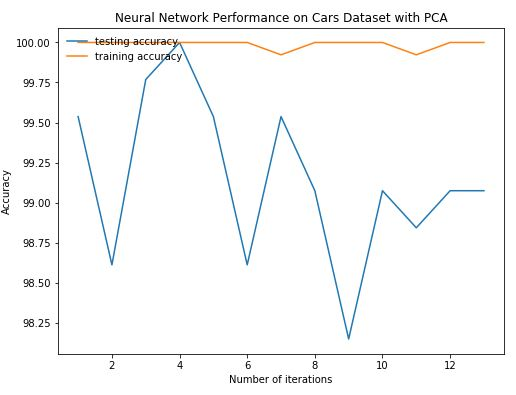 Neural Network Performance on Cars Dataset with PCA
testing accuracy
training accuracy
100.00
99.75
99.50
99.25
99.00
98.75
98.50
98.25
Accuracy
2 4 6 8 10 12
Number of iterations